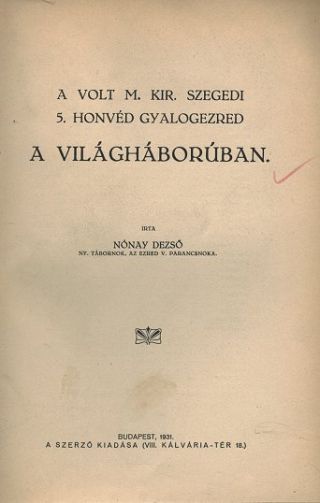 A VOLT M. KIR. SZEGEDI
5. HONVÉD GYALOGEZRED
A VILÁGHÁBORÚBAN.
IRTA
NÓNAY DEZSŐ
NY. TÁBORNOK, AZ EZRED V. PARANCSNOKA.
BUDAPEST, 1931.
A SZERZŐ KIADÁSA (VIII. KÁLVÁRIA-TÉR 18.)